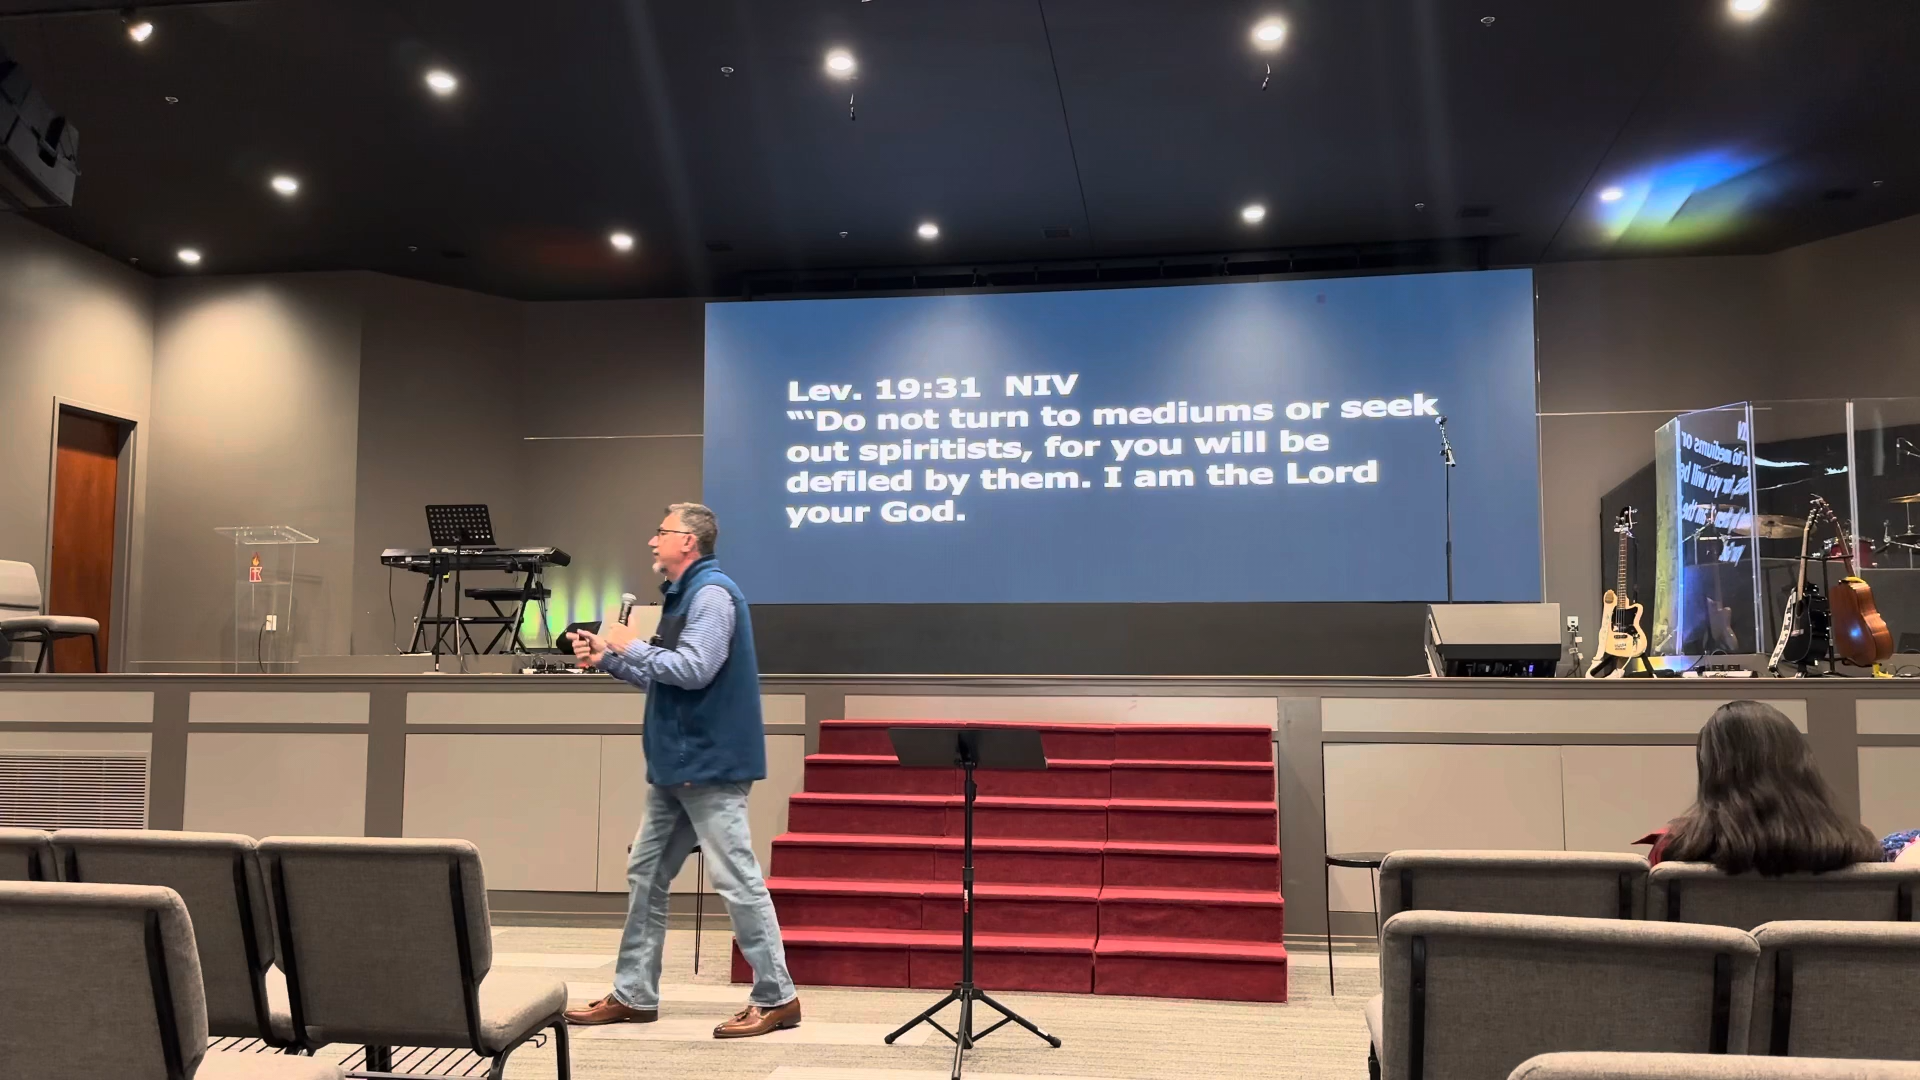 Lev. 19:31 NIV
“‘Do not turn to mediums or seek
out spiritists, for you will be
defiled by them. I am the Lord
your God.